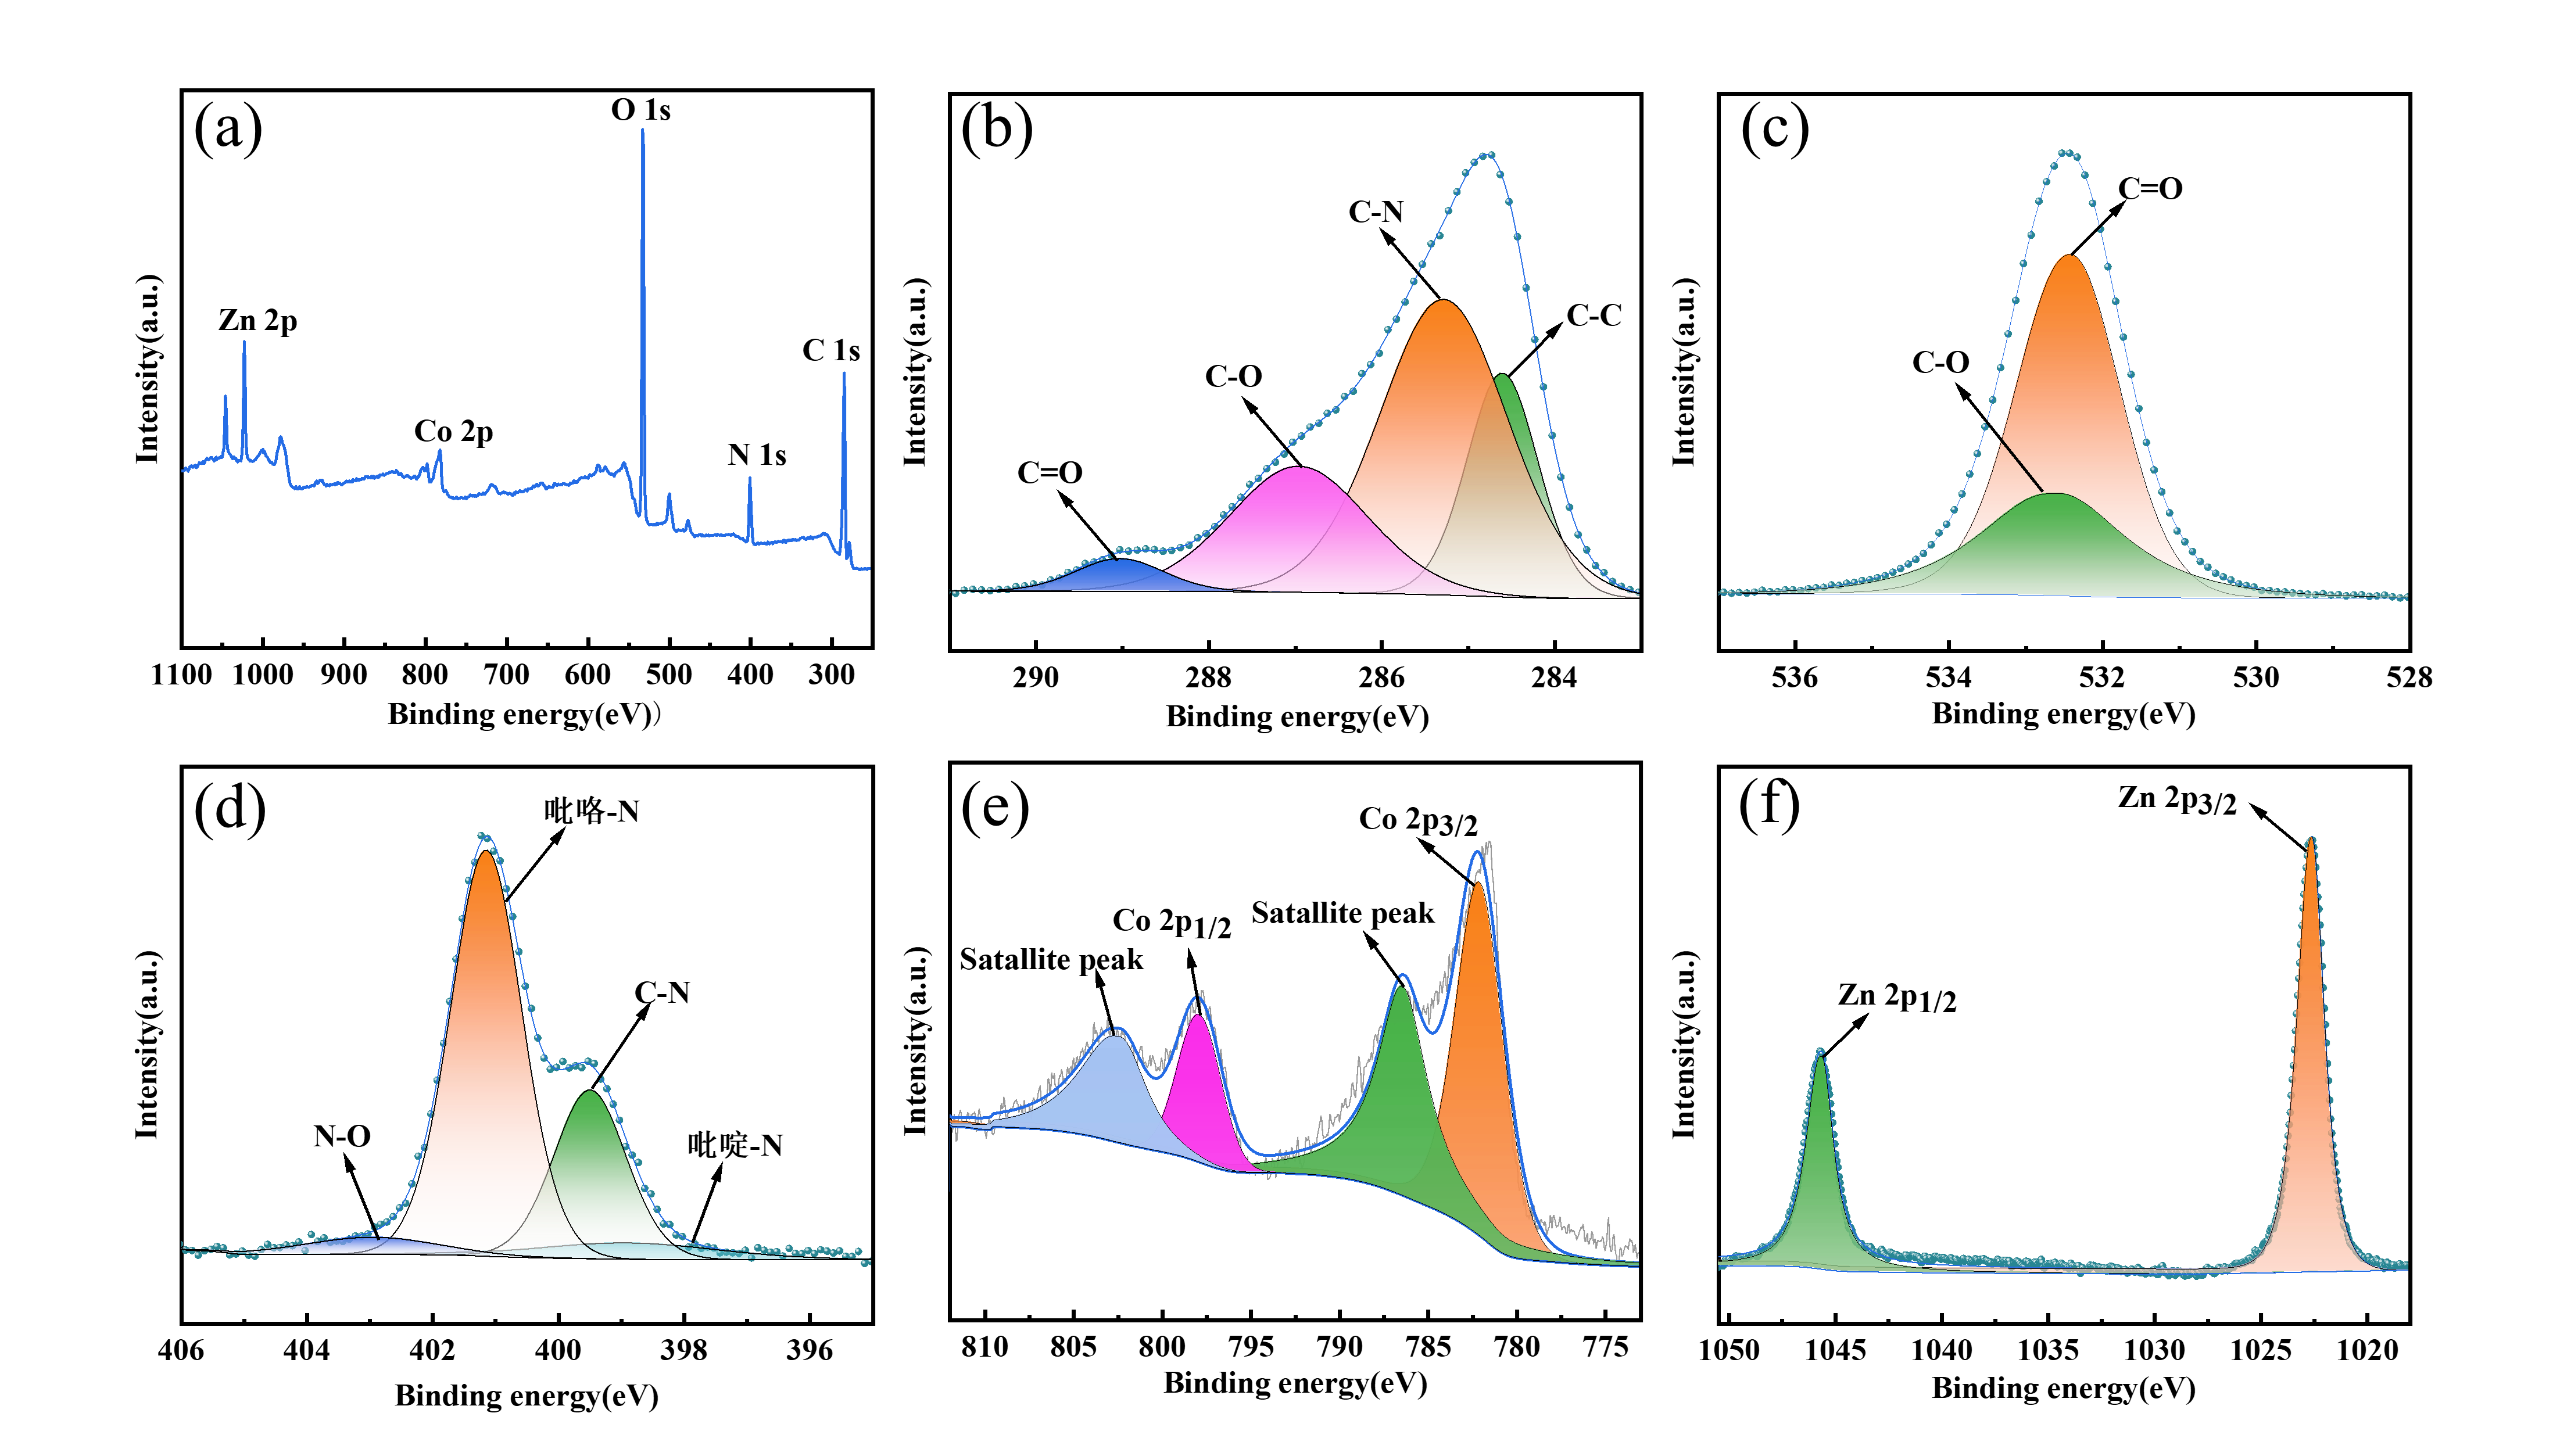 (a)
O 1s
Zn 2p
C 1s
Co 2p
N 1s
Intensity(a.u.)
1100 1000 900 800 700 600 500 400 300
Binding energy(eV)）
(b)
C-N
C-C
C-O
C=O
Intensity(a.u.)
290 288 286 284
Binding energy(eV)
(c)
C=O
C-O
Intensity(a.u.)
536 534 532 530 528
Binding energy(eV)
(d)
吡咯-N
C-N
N-O
吡啶-N
Intensity(a.u.)
406 404 402 400 398 396
Binding energy(eV)
(e)
Co 2p3/2
Satallite peak
Co 2p1/2
Satallite peak
Intensity(a.u.)
810 805 800 795 790 785 780 775
Binding energy(eV)
(f)
Zn 2p3/2
Zn 2p1/2
Intensity(a.u.)
1050 1045 1040 1035 1030 1025 1020
Binding energy(eV)